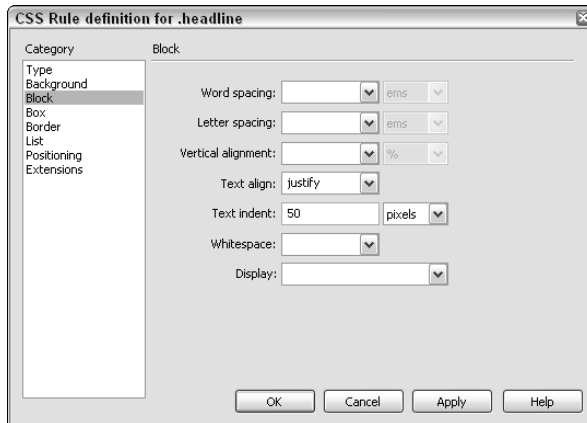 CSS Rule definition for .headline
Category
Block
Type
Background
Block
Box
Border
List
Positioning
Extensions
Word spacing: ems
Letter spacing: ems
Vertical alignment: %
Text align: justify
Text indent: 50 pixels
Whitespace:
Display:
OK Cancel Apply Help